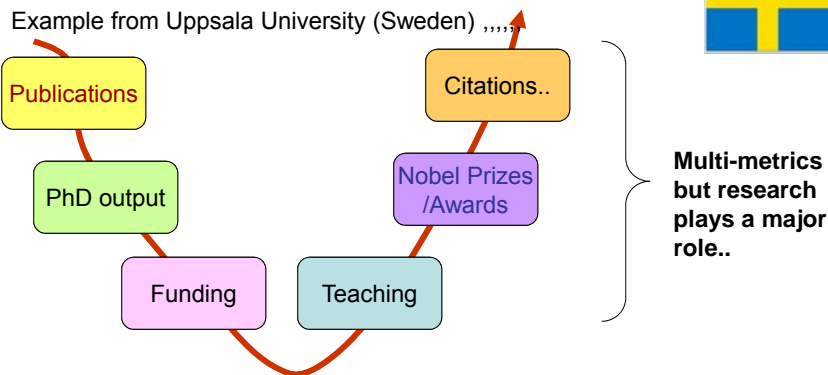 Example from Uppsala University (Sweden) ,,,,,,
Publications
PhD output
Funding
Teaching
Nobel Prizes
/Awards
Citations..
Multi-metrics
but research
plays a major
role..